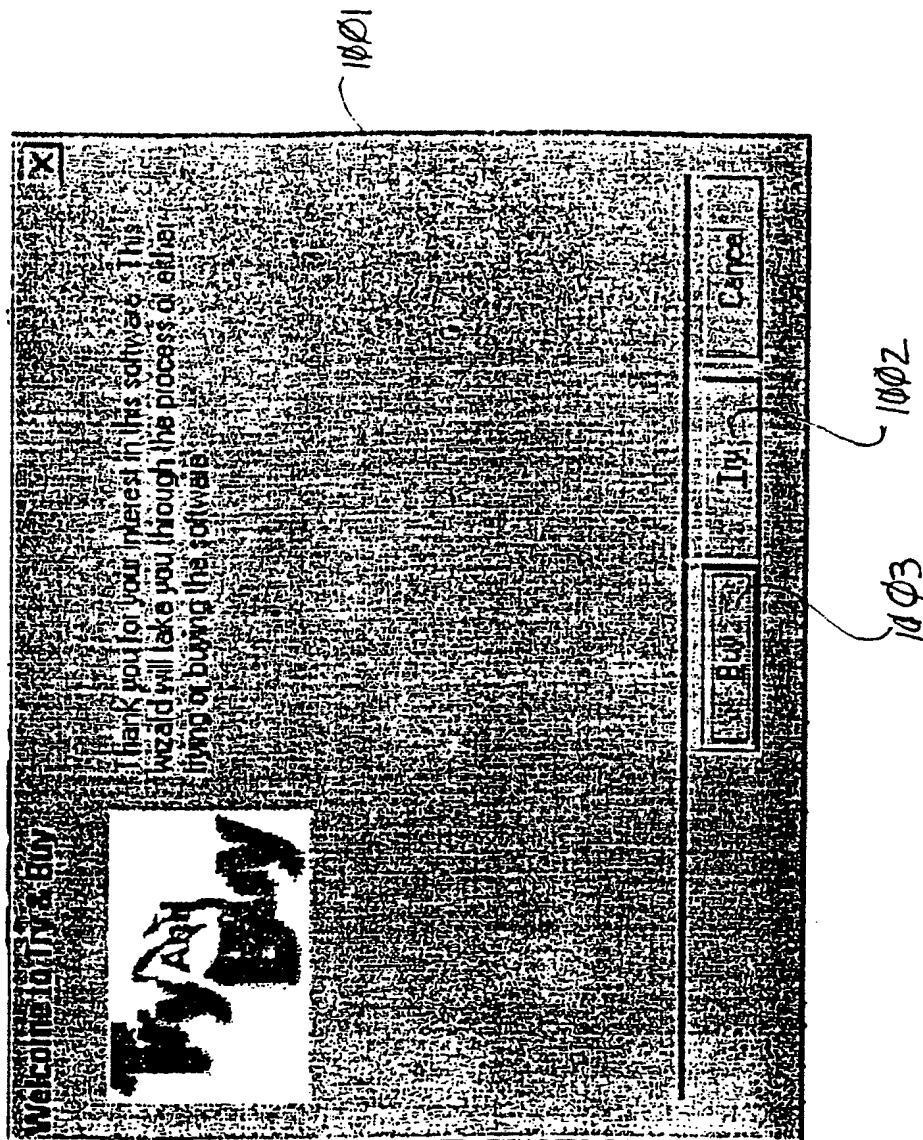 Welcome to Try & Buy
Try And Buy
Thank you for your interest in this software. This
wizard will take you through the process of either
trying or buying the software
Buy
Try
Cancel
1001
1002
1003